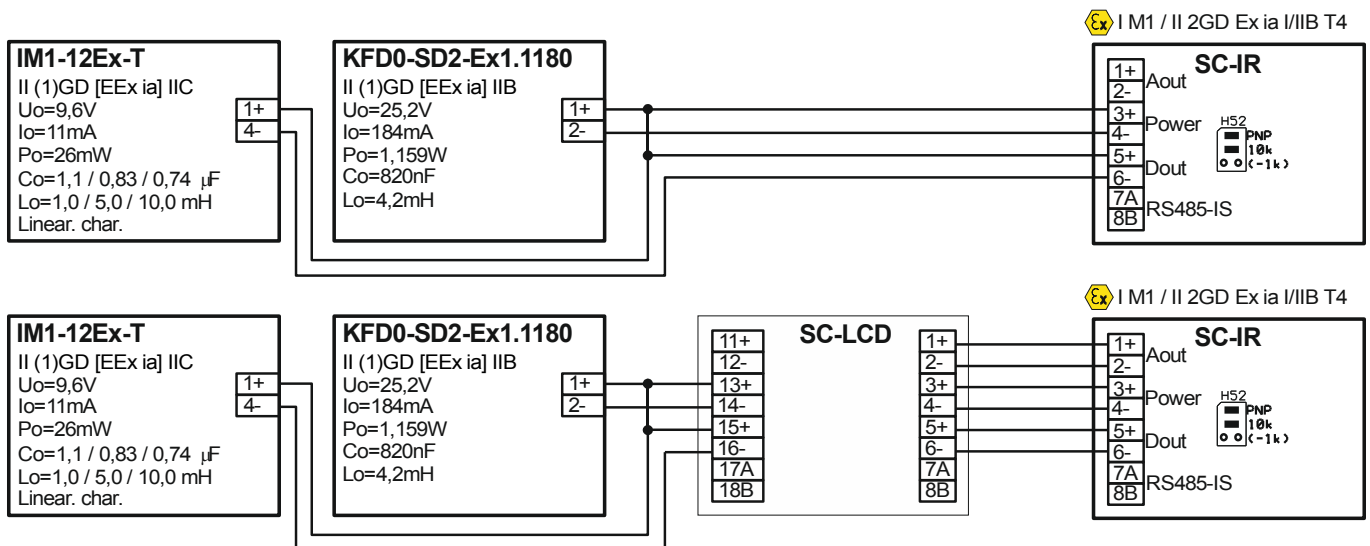 Ex I M1 / II 2GD Ex ia I/IIB T4
IM1-12Ex-T
II (1)GD [EEx ia] IIC
Uo=9,6V
Io=11mA
Po=26mW
Co=1,1 / 0,83 / 0,74 µF
Lo=1,0 / 5,0 / 10,0 mH
Linear. char.
1+
4-
KFD0-SD2-Ex1.1180
II (1)GD [EEx ia] IIB
Uo=25,2V
Io=184mA
Po=1,159W
Co=820nF
Lo=4,2mH
1+
2-
SC-IR
1+
2-
Aout
3+
4-
Power
5+
6-
Dout
7A
8B
RS485-IS
H52
PNP
10k
(-1k)
Ex I M1 / II 2GD Ex ia I/IIB T4
IM1-12Ex-T
II (1)GD [EEx ia] IIC
Uo=9,6V
Io=11mA
Po=26mW
Co=1,1 / 0,83 / 0,74 µF
Lo=1,0 / 5,0 / 10,0 mH
Linear. char.
1+
4-
KFD0-SD2-Ex1.1180
II (1)GD [EEx ia] IIB
Uo=25,2V
Io=184mA
Po=1,159W
Co=820nF
Lo=4,2mH
1+
2-
SC-LCD
11+
12-
13+
14-
15+
16-
17A
18B
1+
2-
3+
4-
5+
6-
7A
8B
SC-IR
1+
2-
Aout
3+
4-
Power
5+
6-
Dout
7A
8B
RS485-IS
H52
PNP
10k
(-1k)